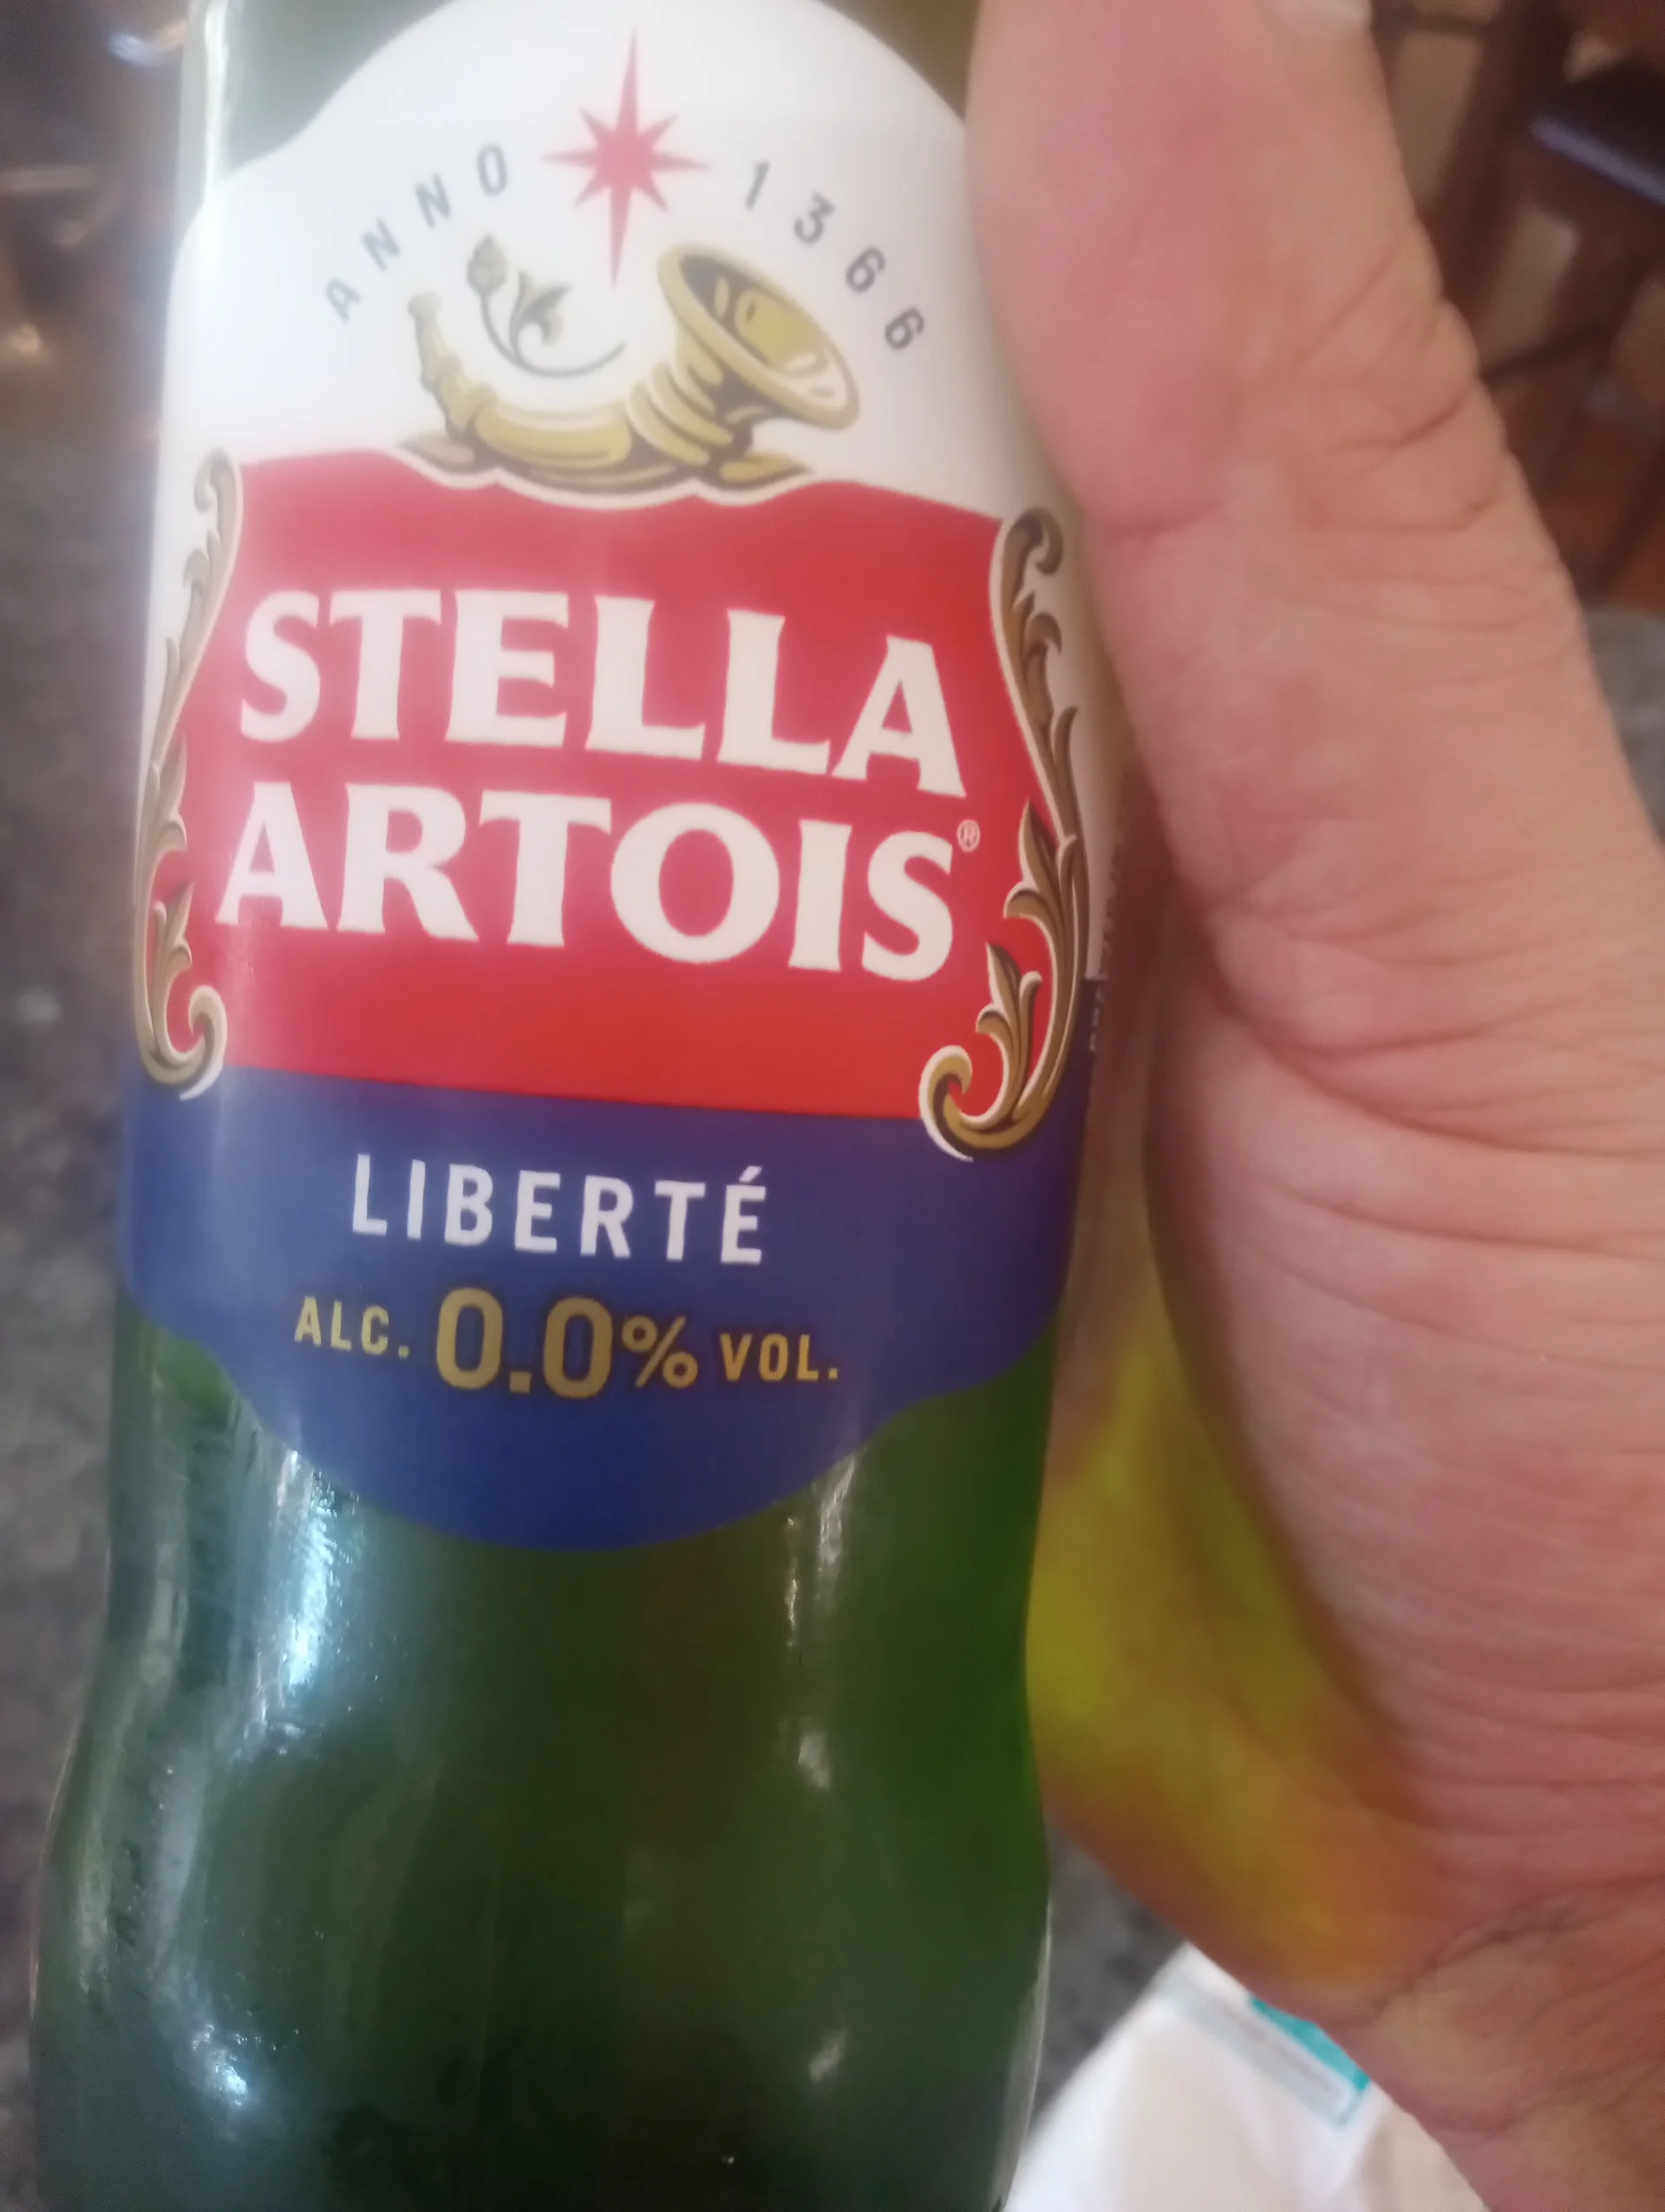 ANNO 1366
STELLA
ARTOIS®
LIBERTÉ
ALC. 0.0% VOL.